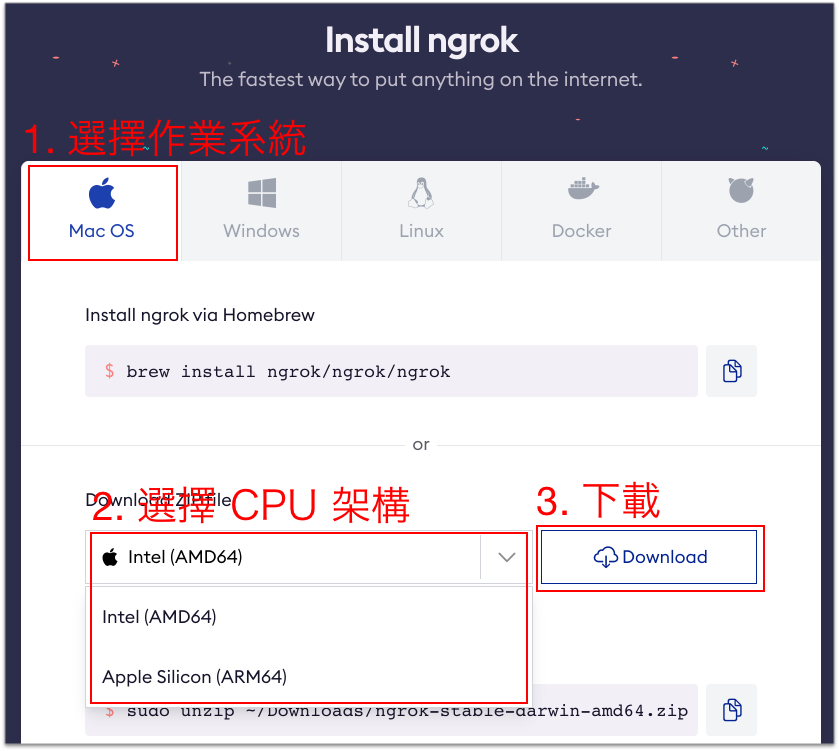 Install ngrok
The fastest way to put anything on the internet.
1. 選擇作業系統
Mac OS
Windows
Linux
Docker
Other
Install ngrok via Homebrew
$ brew install ngrok/ngrok/ngrok
or
Download ZIP file
2. 選擇 CPU 架構
3. 下載
Intel (AMD64)
Download
Intel (AMD64)
Apple Silicon (ARM64)
$ sudo unzip ~/Downloads/ngrok-stable-darwin-amd64.zip